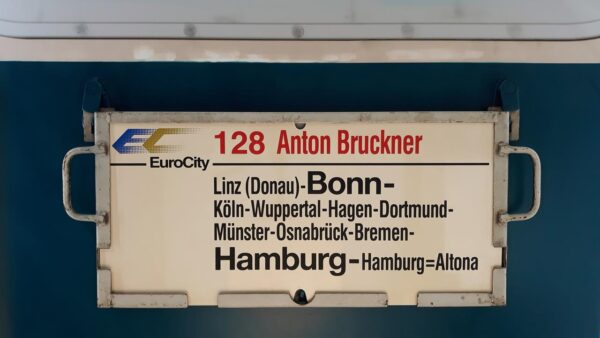 EC
EuroCity
128 Anton Bruckner
Linz (Donau)-Bonn-
Köln-Wuppertal-Hagen-Dortmund-
Münster-Osnabrück-Bremen-
Hamburg-Hamburg=Altona